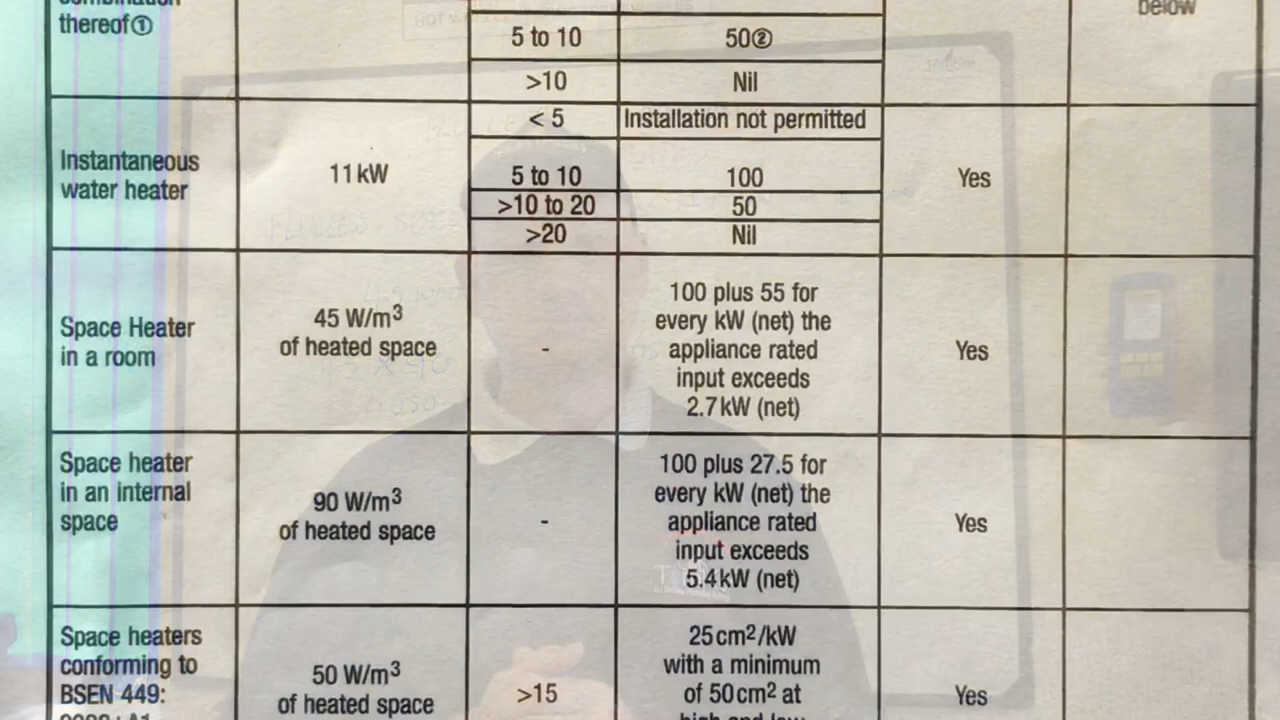 thereof①
below
5 to 10
50②
>10
Nil
Instantaneous
water heater
11 kW
< 5
Installation not permitted
5 to 10
100
>10 to 20
50
>20
Nil
Yes
Space Heater
in a room
45 W/m³
of heated space
-
100 plus 55 for
every kW (net) the
appliance rated
input exceeds
2.7 kW (net)
Yes
Space heater
in an internal
space
90 W/m³
of heated space
-
100 plus 27.5 for
every kW (net) the
appliance rated
input exceeds
5.4 kW (net)
Yes
Space heaters
conforming to
BSEN 449:
50 W/m³
of heated space
>15
25 cm²/kW
with a minimum
of 50 cm² at
Yes